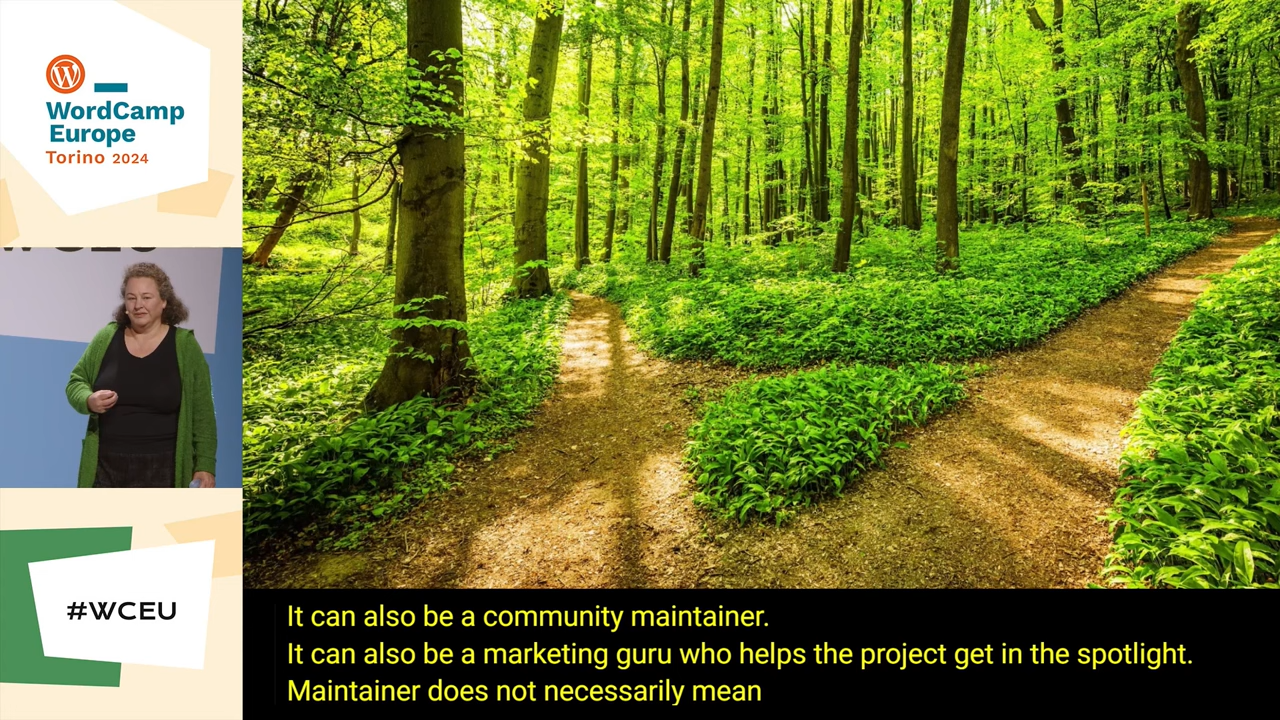 WordCamp
Europe
Torino 2024
WCEU
#WCEU
It can also be a community maintainer.
It can also be a marketing guru who helps the project get in the spotlight.
Maintainer does not necessarily mean